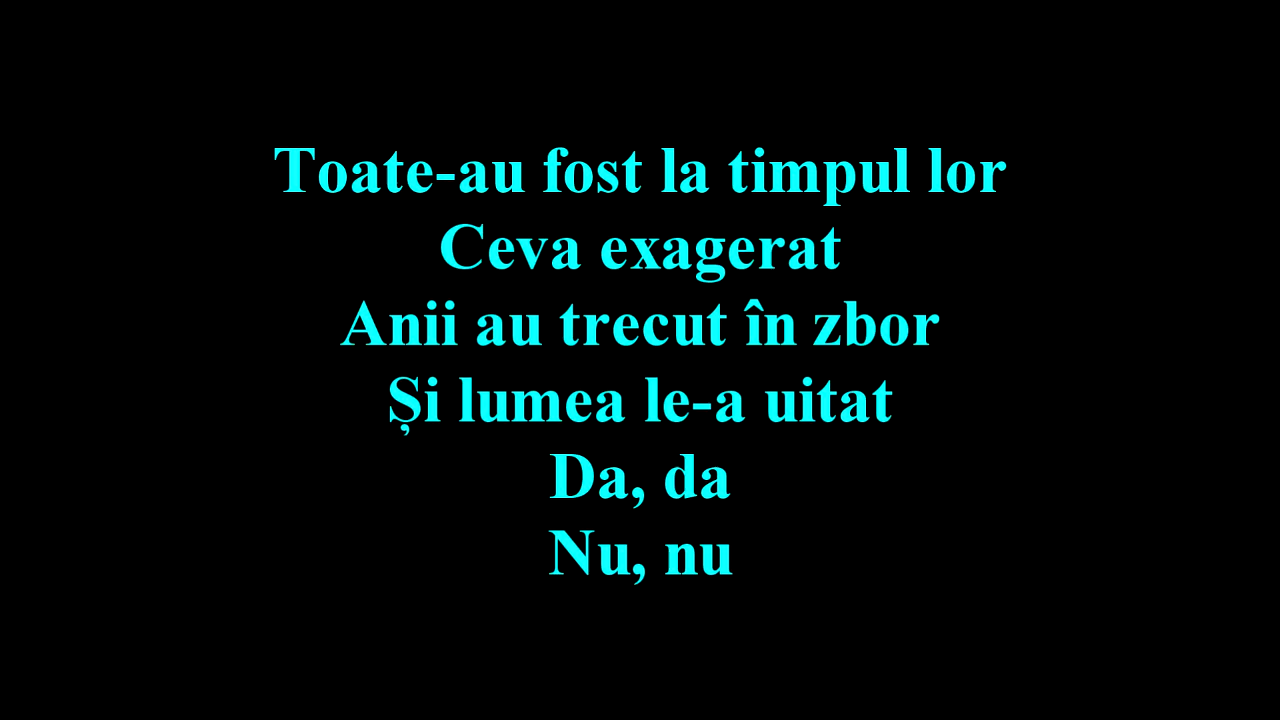 Toate-au fost la timpul lor
Ceva exagerat
Anii au trecut în zbor
Și lumea le-a uitat
Da, da
Nu, nu